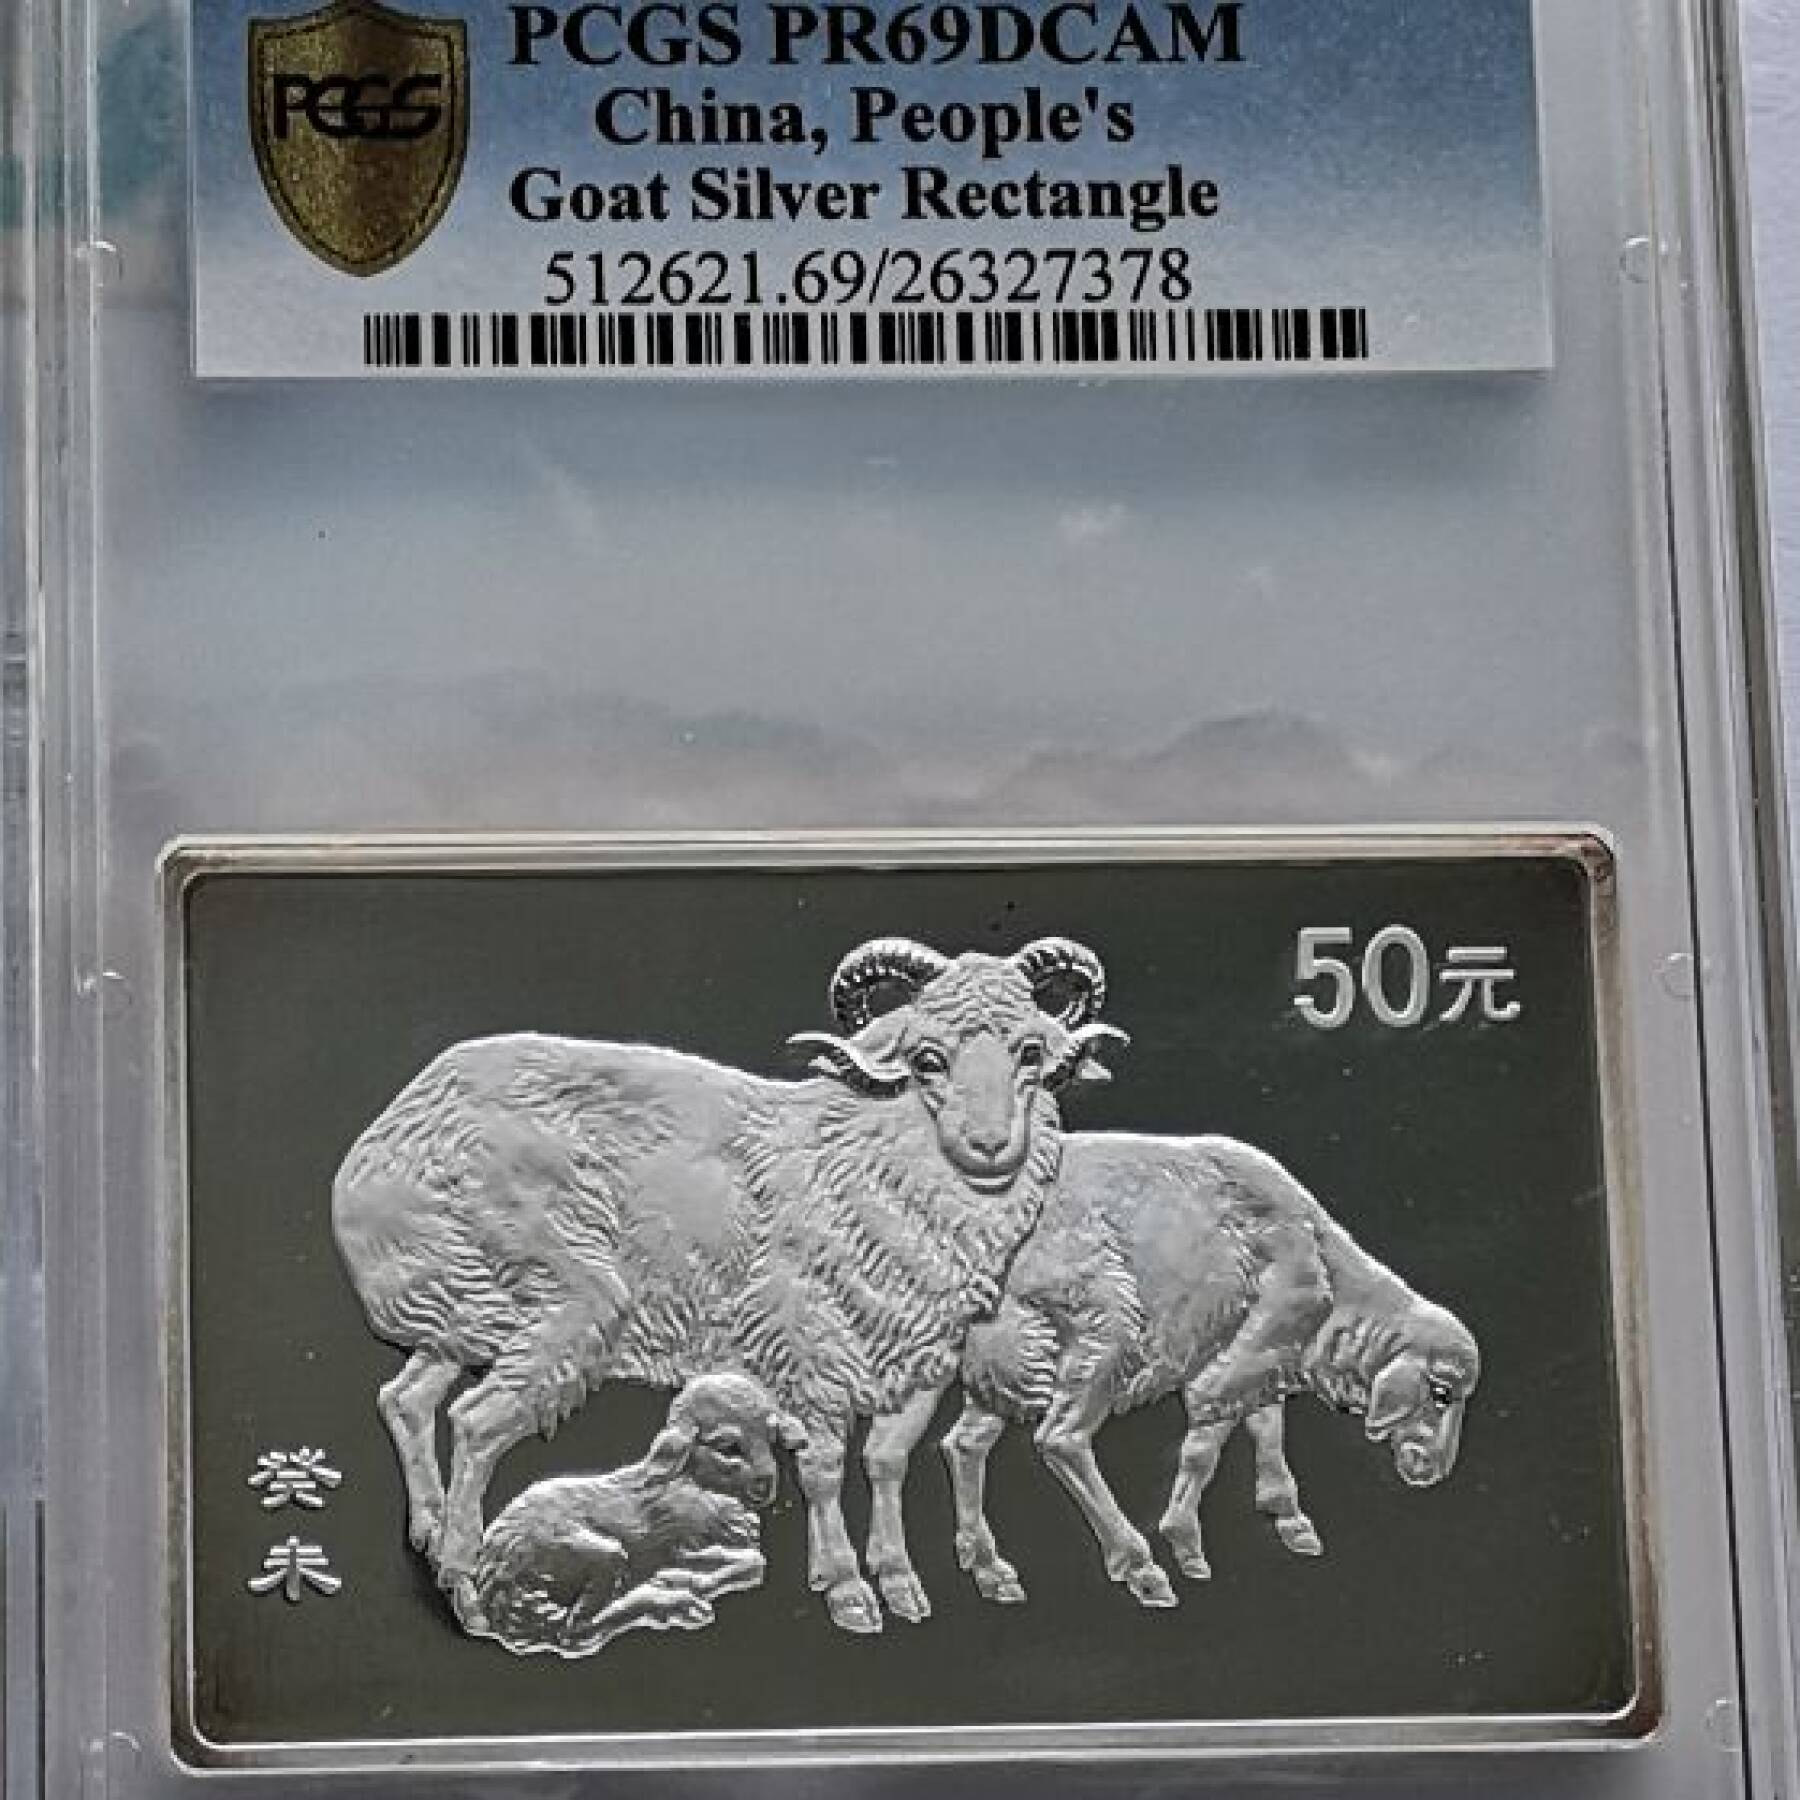 PCGS
PCGS PR69DCAM
China, People's
Goat Silver Rectangle
512621.69/26327378
50元
癸
未